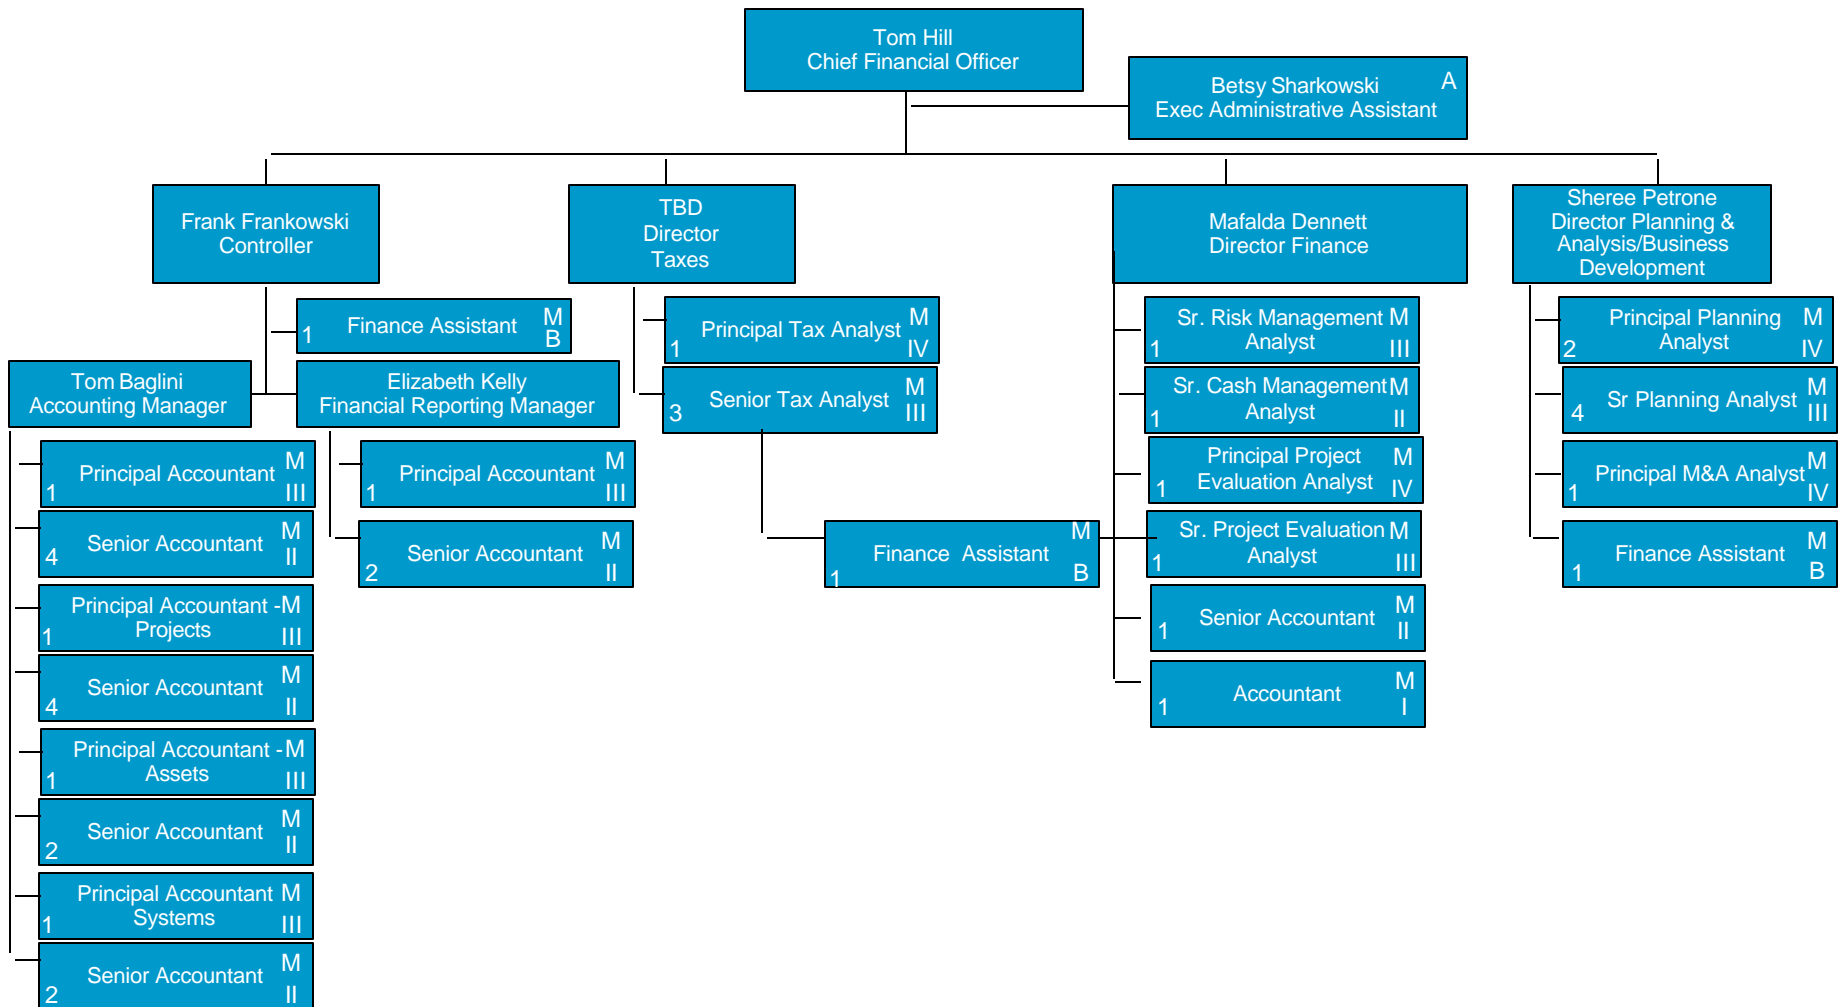 Tom Hill
Chief Financial Officer
Betsy Sharkowski A
Exec Administrative Assistant
Frank Frankowski
Controller
TBD
Director
Taxes
Mafalda Dennett
Director Finance
Sheree Petrone
Director Planning &
Analysis/Business
Development
1 Finance Assistant M
B
Tom Baglini
Accounting Manager
Elizabeth Kelly
Financial Reporting Manager
Principal Accountant M
1 III
Senior Accountant M
4 II
Principal Accountant - M
Projects
1 III
Senior Accountant M
4 II
Principal Accountant - M
Assets
1 III
Senior Accountant M
2 II
Principal Accountant M
Systems
1 III
Senior Accountant M
2 II
Principal Accountant M
1 III
Senior Accountant M
2 II
Principal Tax Analyst M
1 IV
Senior Tax Analyst M
3 III
Finance Assistant M
1 B
Sr. Risk Management M
Analyst
1 III
Sr. Cash Management M
Analyst
1 II
Principal Project M
Evaluation Analyst
1 IV
Sr. Project Evaluation M
Analyst
1 III
Senior Accountant M
1 II
Accountant M
1 I
Principal Planning M
Analyst
2 IV
Sr Planning Analyst M
4 III
Principal M&A Analyst M
1 IV
Finance Assistant M
1 B